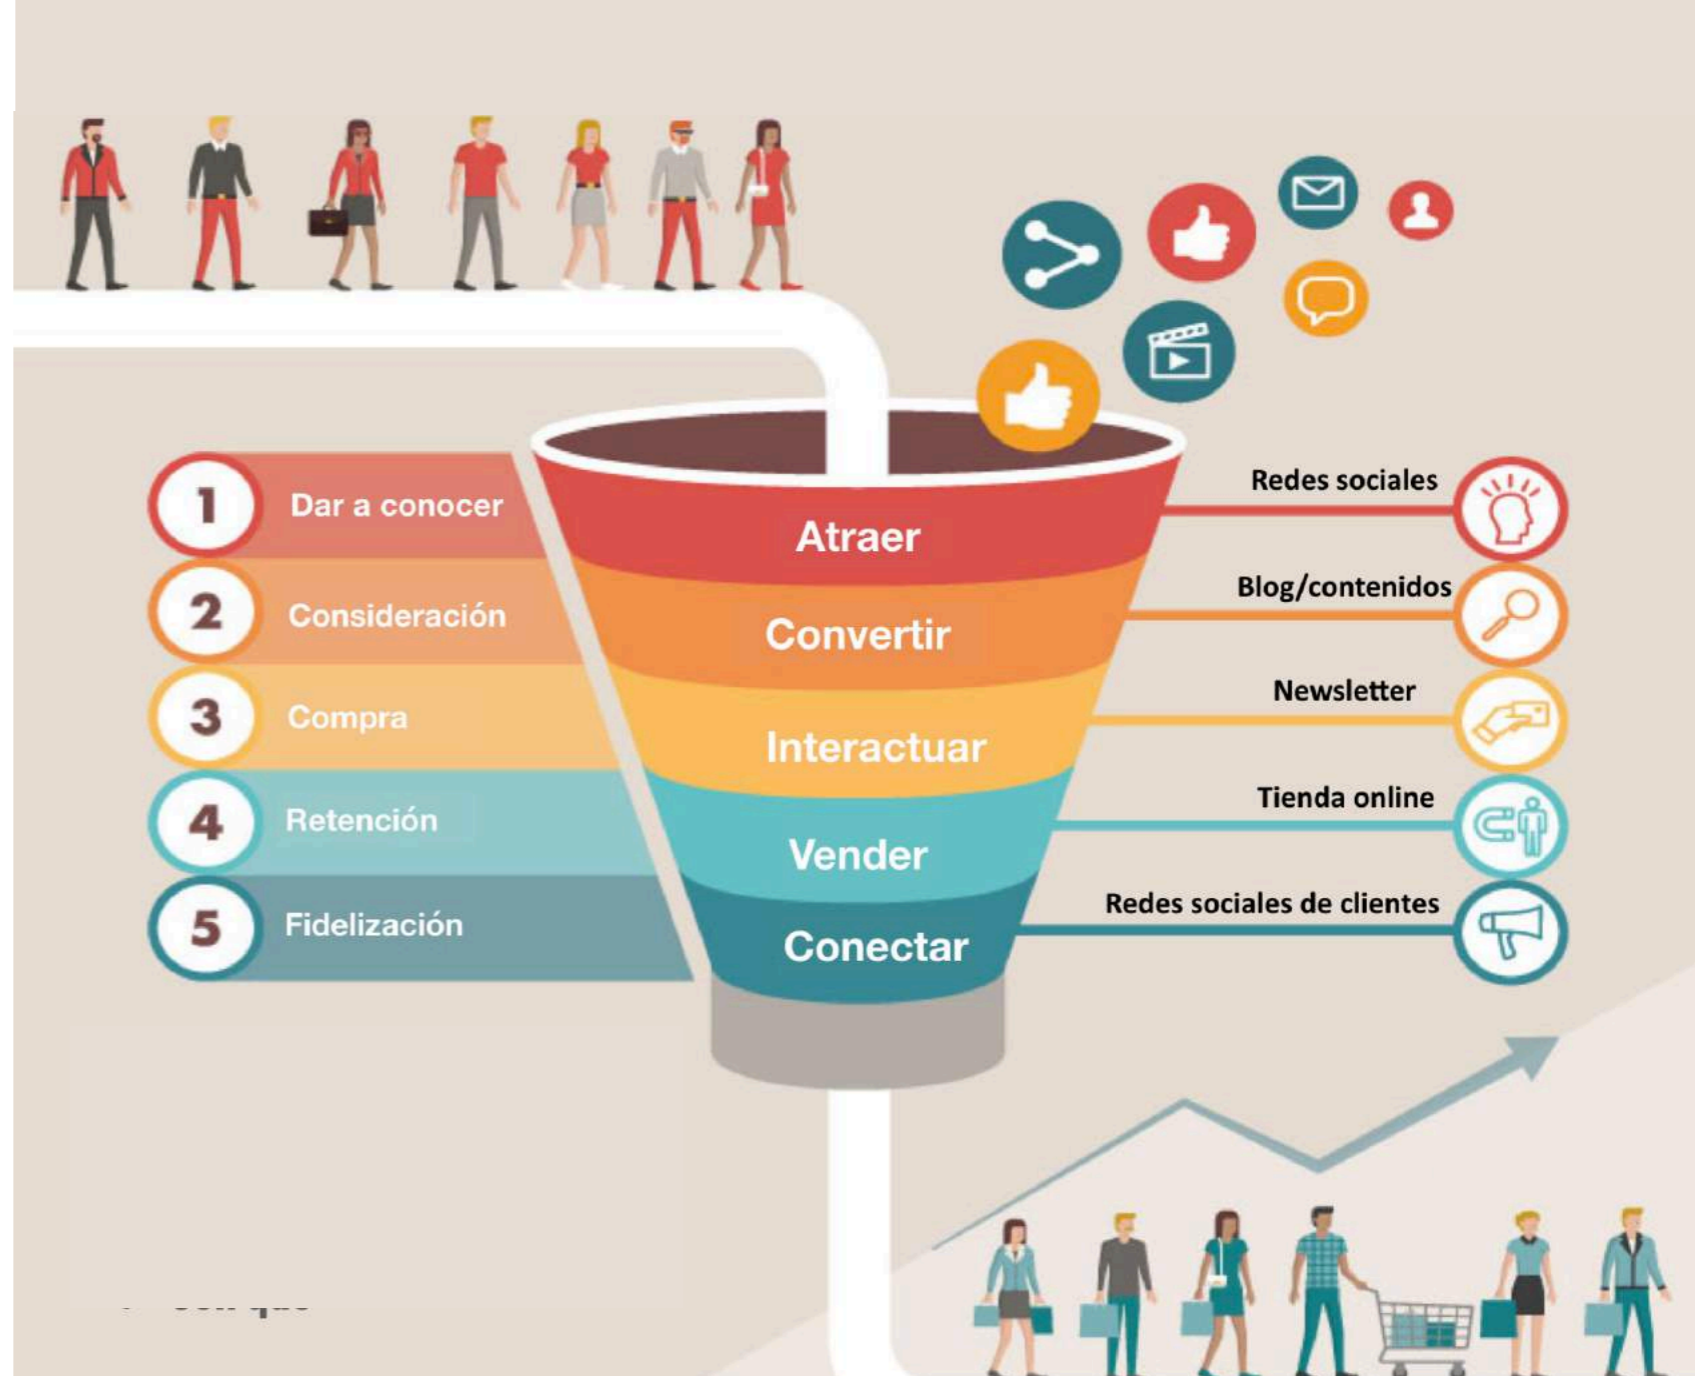 1
Dar a conocer
Atraer
Redes sociales
2
Consideración
Convertir
Blog/contenidos
3
Compra
Interactuar
Newsletter
4
Retención
Vender
Tienda online
5
Fidelización
Conectar
Redes sociales de clientes